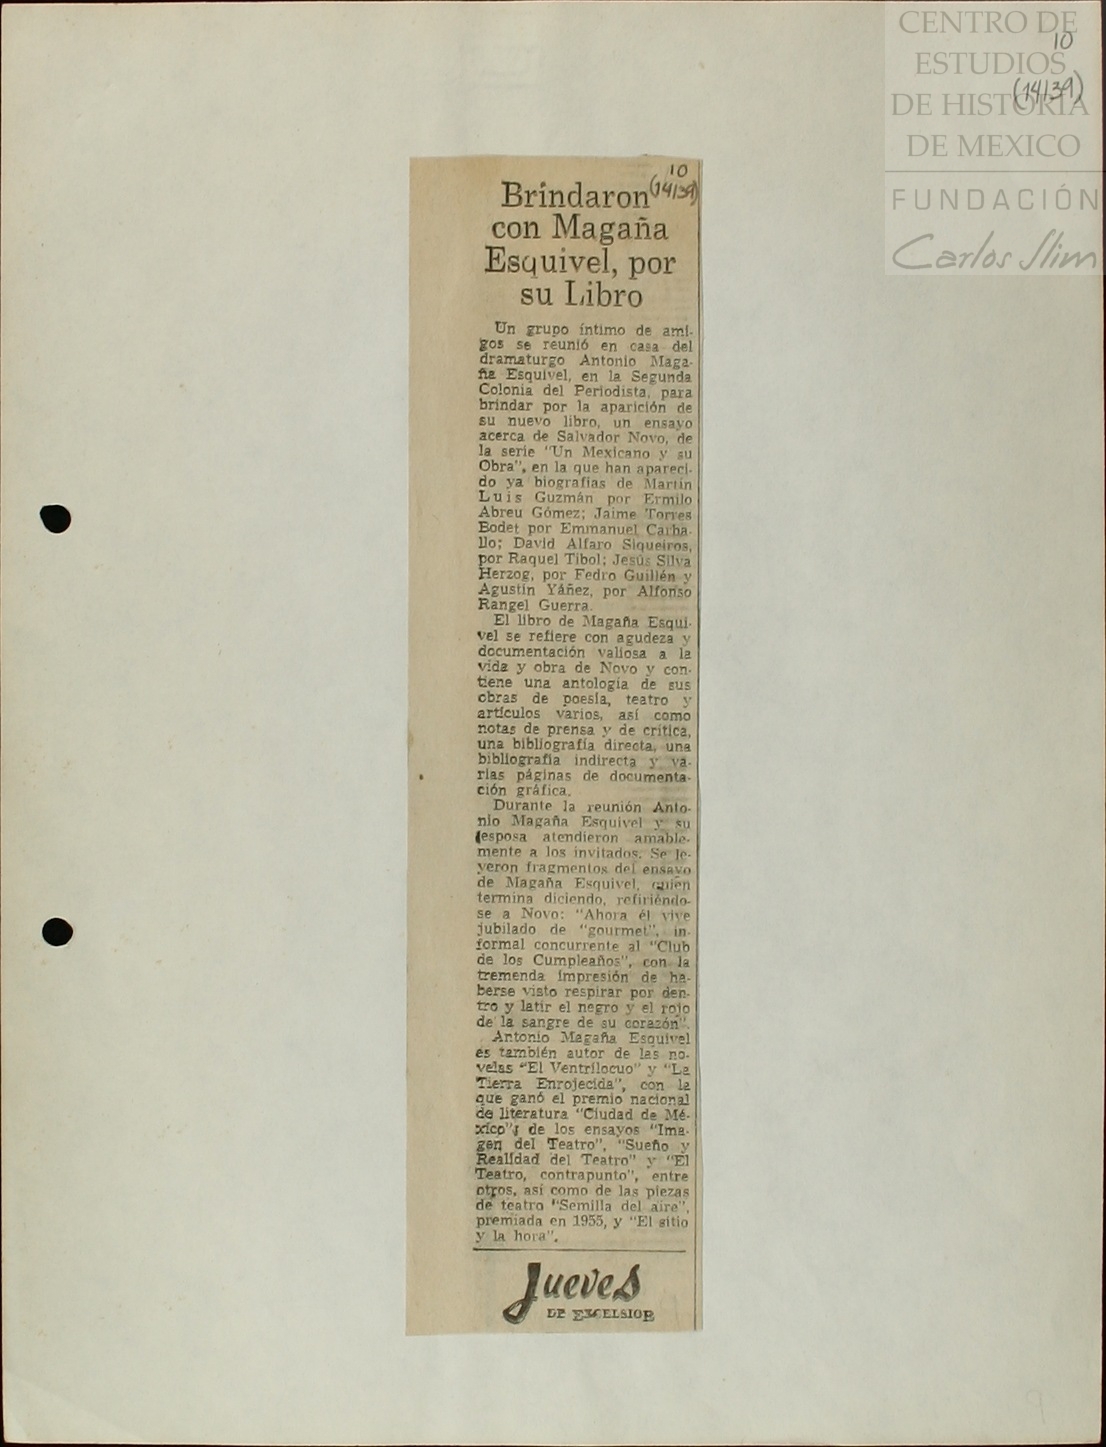 CENTRO DE
ESTUDIOS
DE HISTORIA
DE MEXICO
FUNDACIÓN
Carlos Slim
10
(14139)
10
(14139)
Brindaron
con Magaña
Esquivel, por
su Libro
Un grupo íntimo de ami-
gos se reunió en casa del
dramaturgo Antonio Maga-
ña Esquivel, en la Segunda
Colonia del Periodista, para
brindar por la aparición de
su nuevo libro, un ensayo
acerca de Salvador Novo, de
la serie "Un Mexicano y su
Obra", en la que han apareci-
do ya biografías de Martín
Luis Guzmán por Ermilo
Abreu Gómez; Jaime Torres
Bodet por Emmanuel Carba-
llo; David Alfaro Siqueiros,
por Raquel Tibol; Jesús Silva
Herzog, por Fedro Guillén y
Agustín Yáñez, por Alfonso
Rangel Guerra.
El libro de Magaña Esqui-
vel se refiere con agudeza y
documentación valiosa a la
vida y obra de Novo y con-
tiene una antología de sus
obras de poesía, teatro y
artículos varios, así como
notas de prensa y de crítica,
una bibliografía directa, una
bibliografía indirecta y va-
rias páginas de documenta-
ción gráfica.
Durante la reunión Anto-
nio Magaña Esquivel y su
esposa atendieron amable-
mente a los invitados. Se le-
yeron fragmentos del ensayo
de Magaña Esquivel, quien
termina diciendo, refiriéndo-
se a Novo: "Ahora él vive
jubilado de "gourmet", in-
formal concurrente al "Club
de los Cumpleaños", con la
tremenda impresión de ha-
berse visto respirar por den-
tro y latir el negro y el rojo
de la sangre de su corazón".
Antonio Magaña Esquivel
es también autor de las no-
velas "El Ventrílocuo" y "La
Tierra Enrojecida", con la
que ganó el premio nacional
de literatura "Ciudad de Mé-
xico"; de los ensayos "Ima-
gen del Teatro", "Sueño y
Realidad del Teatro" y "El
Teatro, contrapunto", entre
otros, así como de las piezas
de teatro "Semilla del aire",
premiada en 1955, y "El sitio
y la hora".
Jueves
DE EXCELSIOR
9